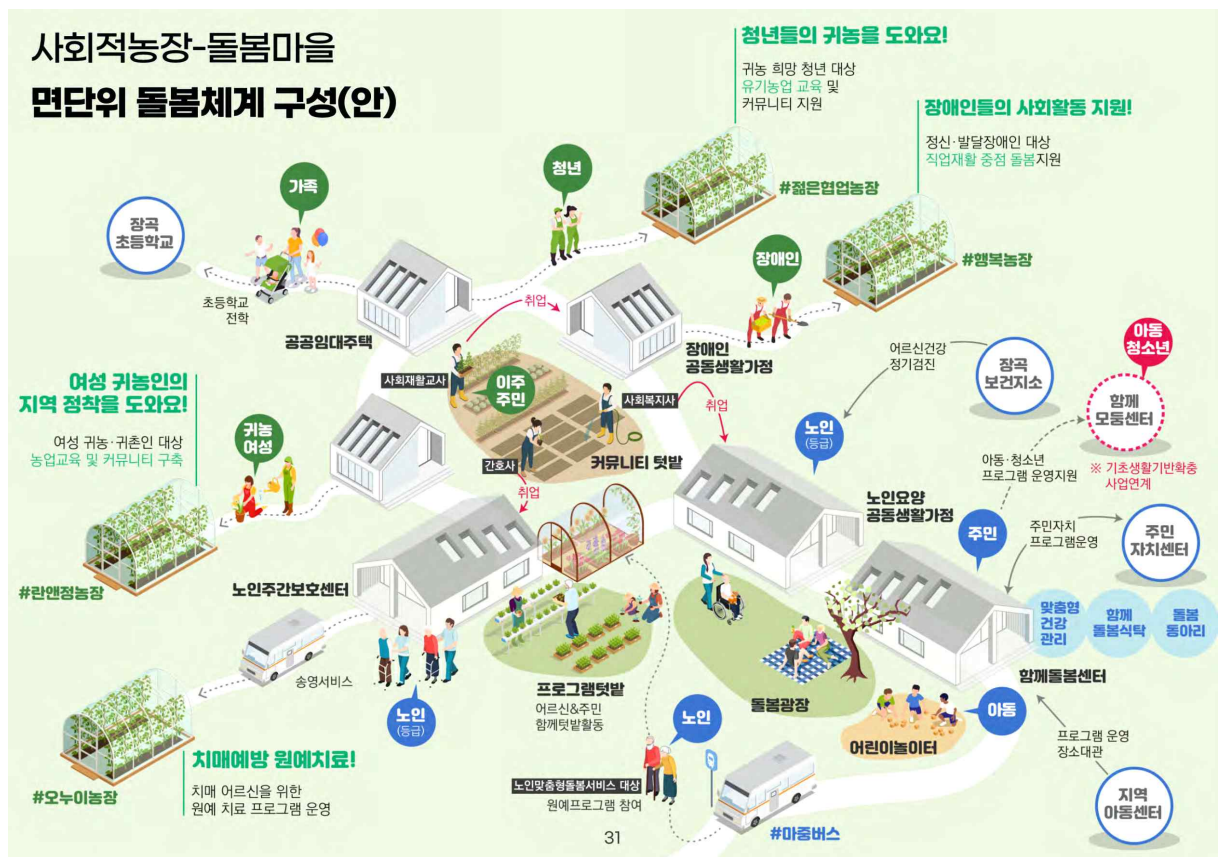 사회적농장-돌봄마을
면단위 돌봄체계 구성(안)
청년들의 귀농을 도와요!
귀농 희망 청년 대상
유기농업 교육 및
커뮤니티 지원
장애인들의 사회활동 지원!
정신·발달장애인 대상
직업재활 중점 돌봄지원
청년
#젊은협업농장
가족
장곡
초등학교
초등학교
전학
공공임대주택
장애인
#행복농장
취업
장애인
공동생활가정
사회재활교사
이주
주민
사회복지사
취업
간호사
취업
커뮤니티 텃밭
어르신건강
정기검진
장곡
보건지소
아동
청소년
함께
모둠센터
※ 기초생활기반확충
사업연계
노인
(등급)
아동·청소년
프로그램 운영지원
여성 귀농인의
지역 정착을 도와요!
여성 귀농·귀촌인 대상
농업교육 및 커뮤니티 구축
귀농
여성
#란앤정농장
노인요양
공동생활가정
주민
주민자치
프로그램운영
주민
자치센터
노인주간보호센터
맞춤형
건강
관리
함께
돌봄식탁
돌봄
동아리
함께돌봄센터
송영서비스
노인
(등급)
프로그램텃밭
어르신&주민
함께텃밭활동
돌봄광장
노인
어린이놀이터
아동
프로그램 운영
장소대관
지역
아동센터
#오누이농장
치매예방 원예치료!
치매 어르신을 위한
원예 치료 프로그램 운영
노인맞춤형돌봄서비스 대상
원예프로그램 참여
#마중버스
31